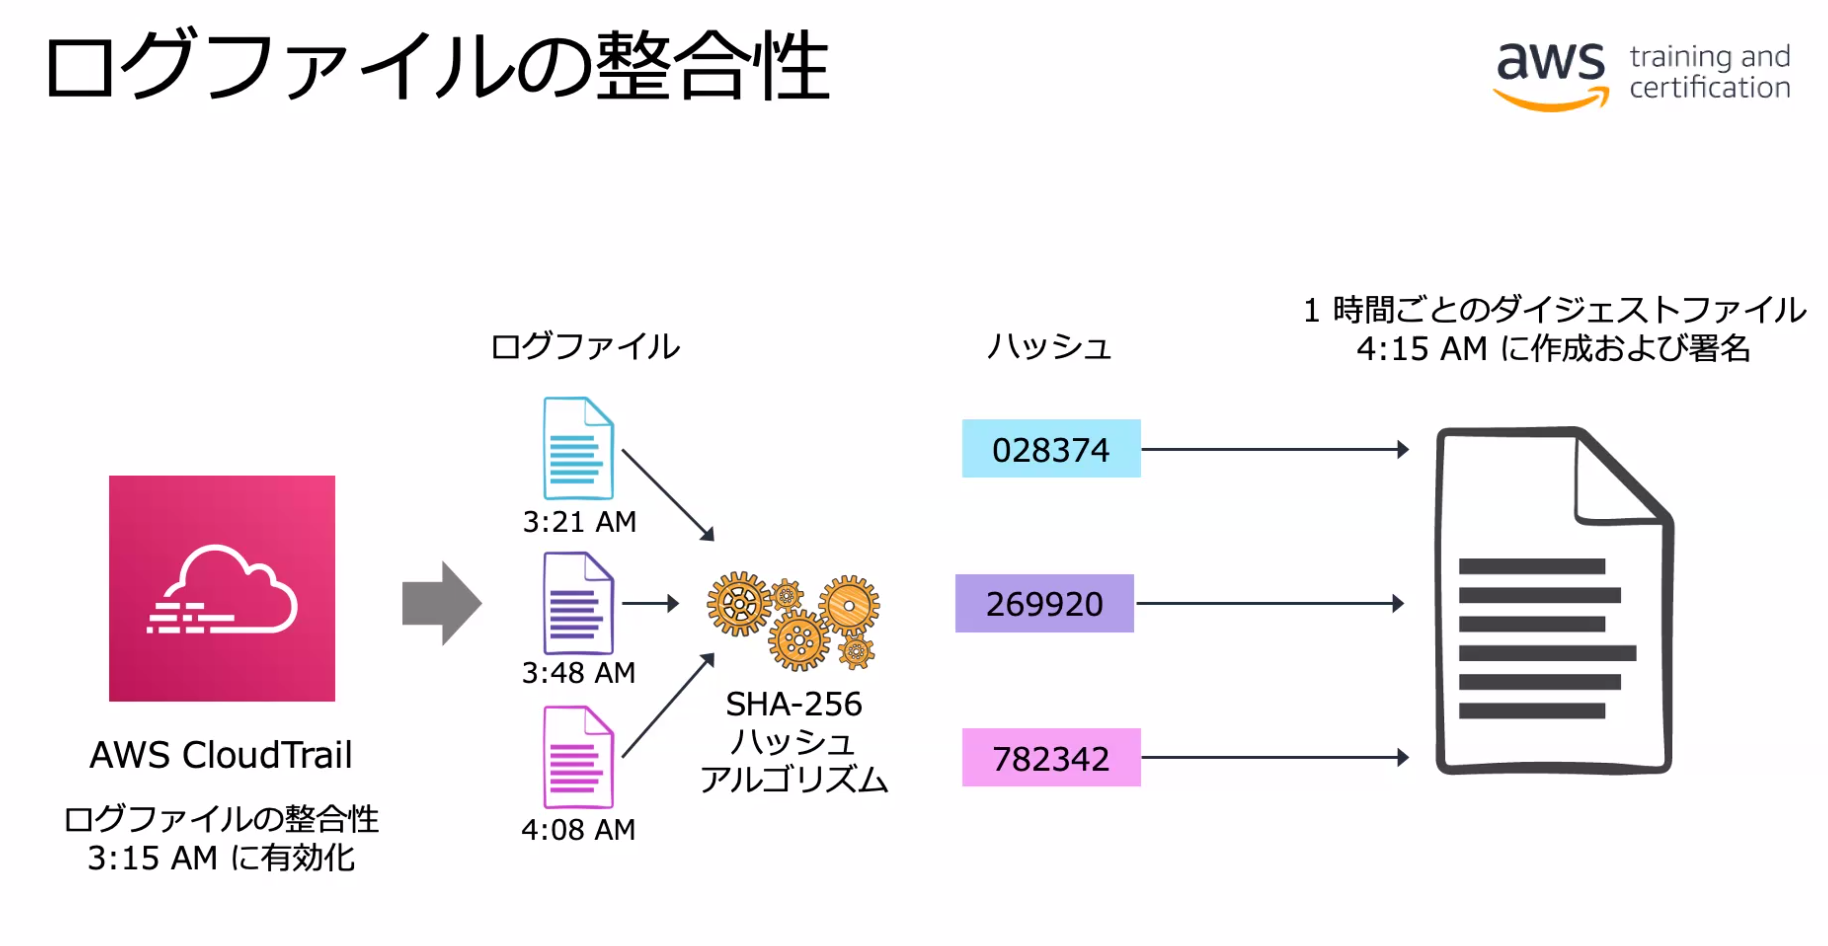 ログファイルの整合性
aws training and
certification
1 時間ごとのダイジェストファイル
4:15 AM に作成および署名
ログファイル
ハッシュ
028374
3:21 AM
269920
3:48 AM
SHA-256
ハッシュ
アルゴリズム
782342
4:08 AM
AWS CloudTrail
ログファイルの整合性
3:15 AM に有効化